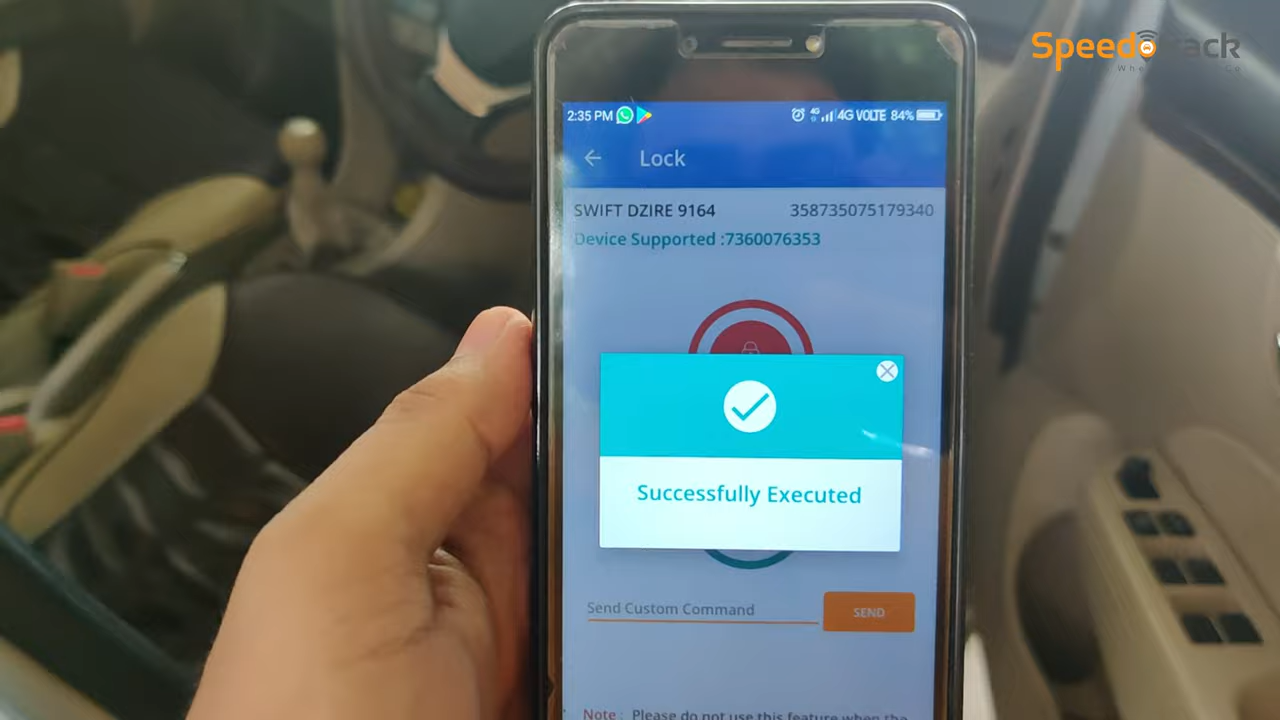 Speedotrack
2:35 PM 4G 4G VOLTE 84%
Lock
SWIFT DZIRE 9164 358735075179340
Device Supported :7360076353
Successfully Executed
Send Custom Command SEND
Note : Please do not use this feature when the